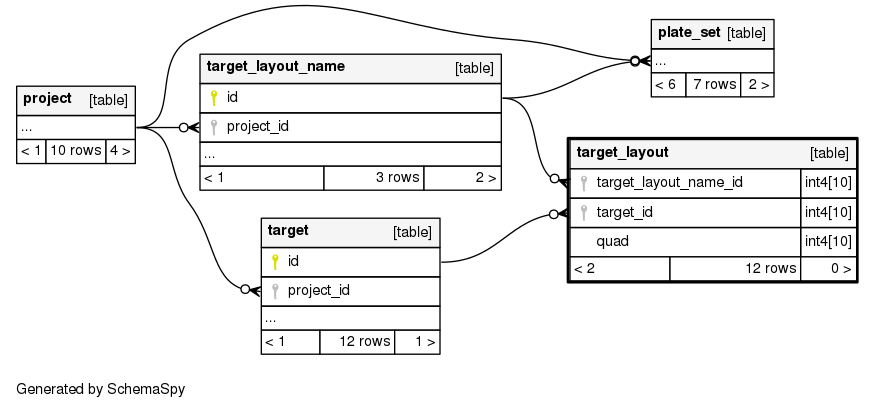 plate_set [table]
...
< 6 7 rows 2 >
target_layout_name [table]
id
project_id
...
< 1 3 rows 2 >
project [table]
...
< 1 10 rows 4 >
target_layout [table]
target_layout_name_id int4[10]
target_id int4[10]
quad int4[10]
< 2 12 rows 0 >
target [table]
id
project_id
...
< 1 12 rows 1 >
Generated by SchemaSpy